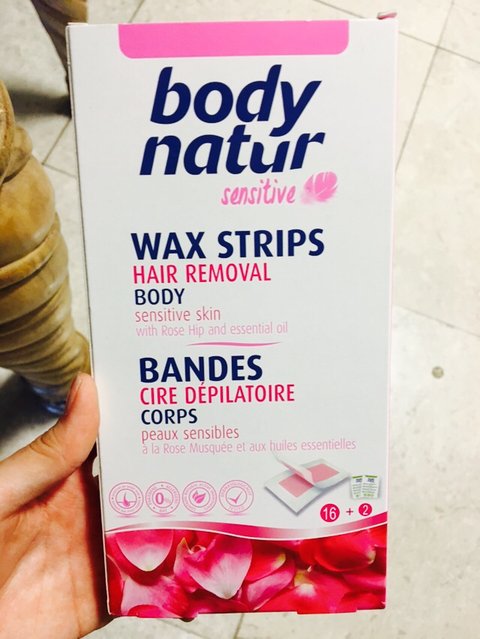 body
natur
sensitive
WAX STRIPS
HAIR REMOVAL
BODY
sensitive skin
with Rose Hip and essential oil
BANDES
CIRE DÉPILATOIRE
CORPS
peaux sensibles
à la Rose Musquée et aux huiles essentielles
0%
16 + 2